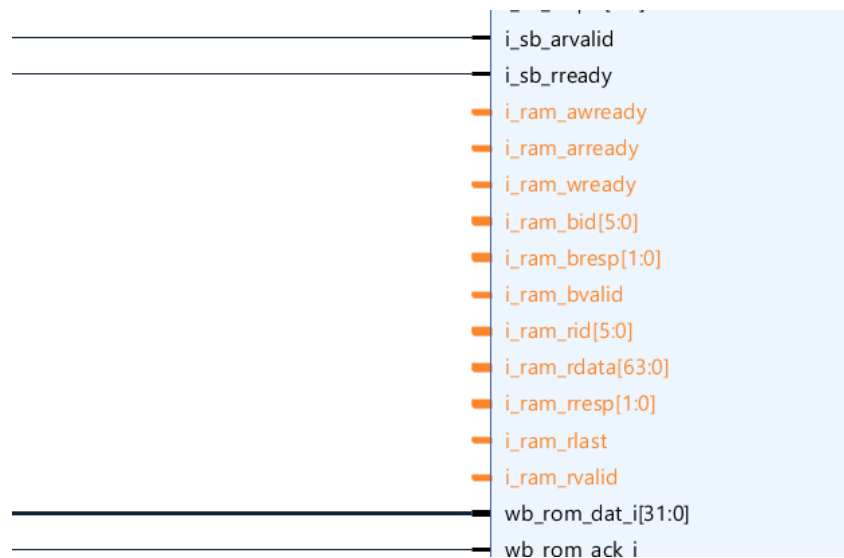 i_sb_arvalid
i_sb_rready
i_ram_awready
i_ram_arready
i_ram_wready
i_ram_bid[5:0]
i_ram_bresp[1:0]
i_ram_bvalid
i_ram_rid[5:0]
i_ram_rdata[63:0]
i_ram_rresp[1:0]
i_ram_rlast
i_ram_rvalid
wb_rom_dat_i[31:0]
wb_rom_ack_i